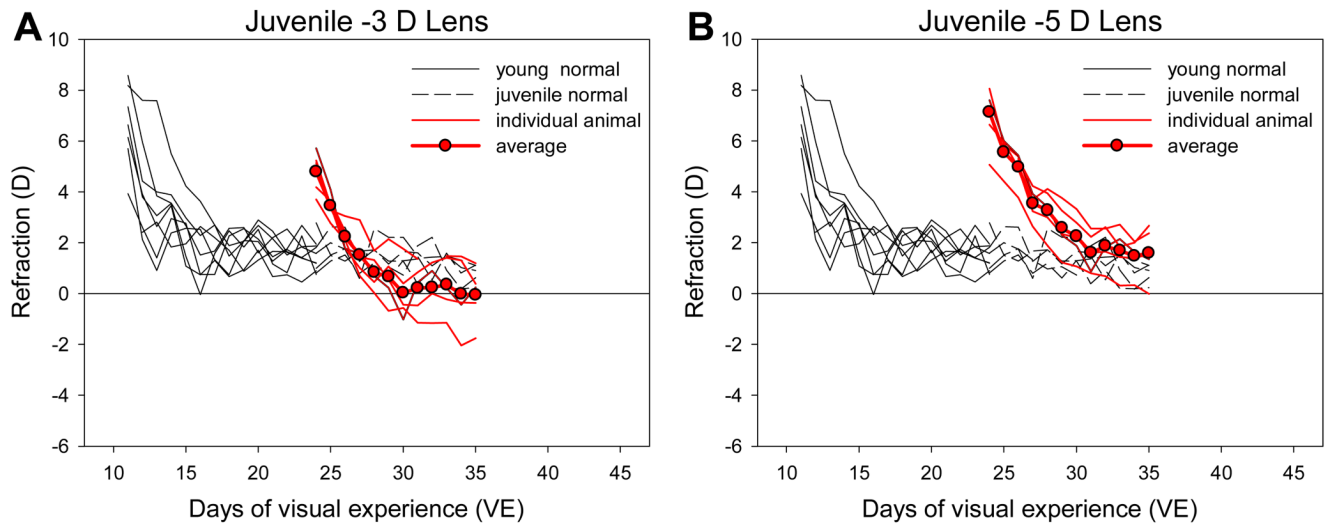 A
Juvenile -3 D Lens
10
8
6
4
2
0
-2
-4
-6
Refraction (D)
young normal
juvenile normal
individual animal
average
10 15 20 25 30 35 40 45
Days of visual experience (VE)
B
Juvenile -5 D Lens
10
8
6
4
2
0
-2
-4
-6
Refraction (D)
young normal
juvenile normal
individual animal
average
10 15 20 25 30 35 40 45
Days of visual experience (VE)